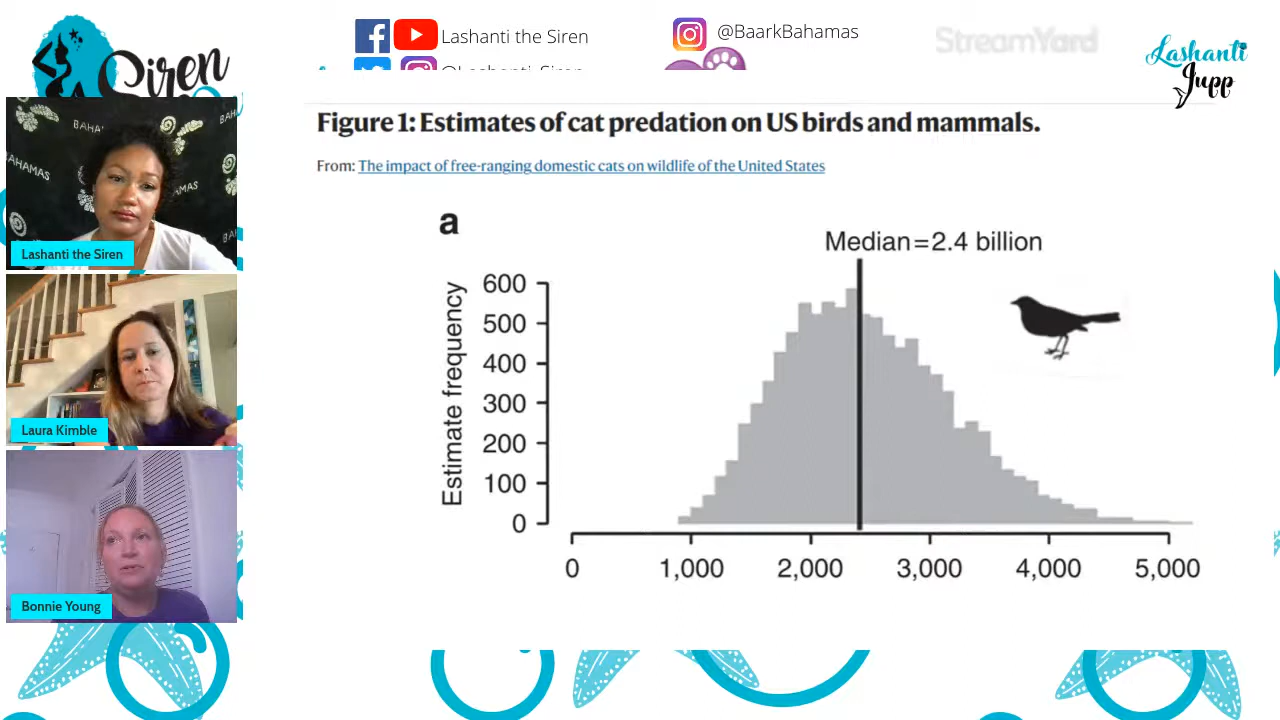 Siren
Lashanti the Siren
@BaarkBahamas
StreamYard
Lashanti
Jupp
Figure 1: Estimates of cat predation on US birds and mammals.
From: The impact of free-ranging domestic cats on wildlife of the United States
a
Median=2.4 billion
Estimate frequency
600
500
400
300
200
100
0
0
1,000
2,000
3,000
4,000
5,000
BAHAMAS
Lashanti the Siren
Laura Kimble
Bonnie Young